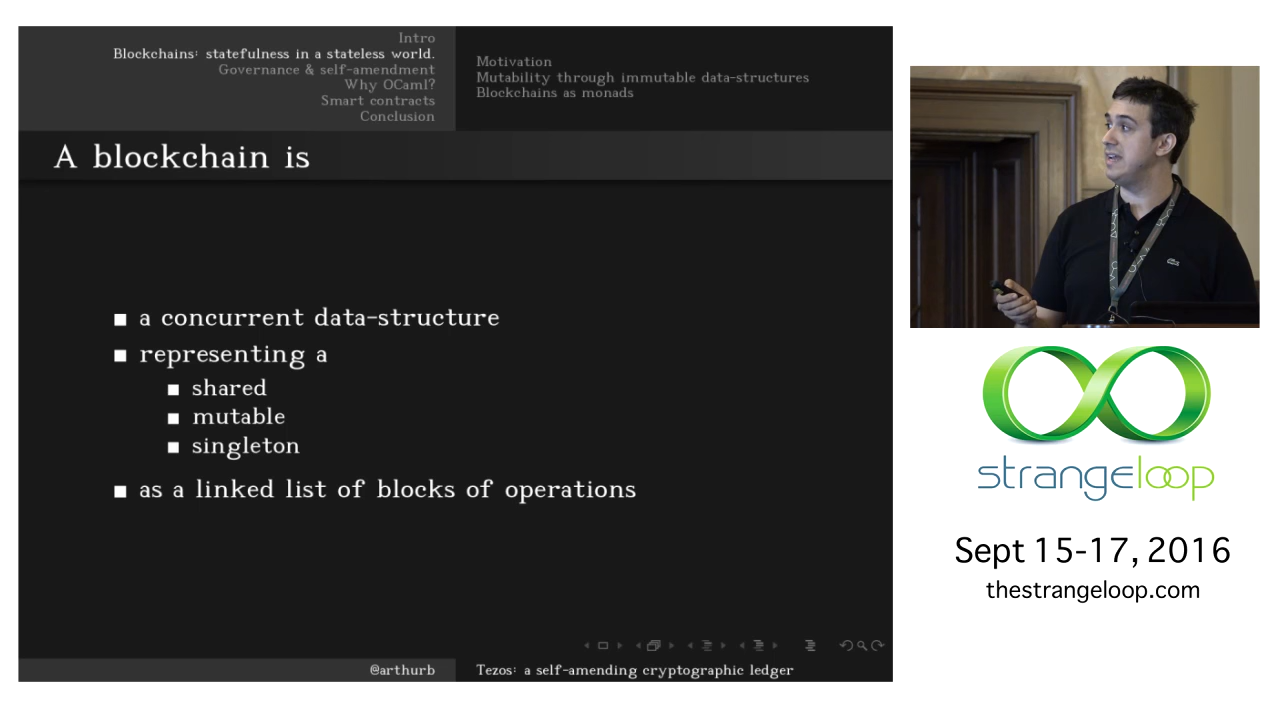 Intro
Blockchains: statefulness in a stateless world.
Governance & self-amendment
Why OCaml?
Smart contracts
Conclusion
Motivation
Mutability through immutable data-structures
Blockchains as monads
A blockchain is
a concurrent data-structure
representing a
shared
mutable
singleton
as a linked list of blocks of operations
@arthurb
Tezos: a self-amending cryptographic ledger
strangeloop
Sept 15-17, 2016
thestrangeloop.com